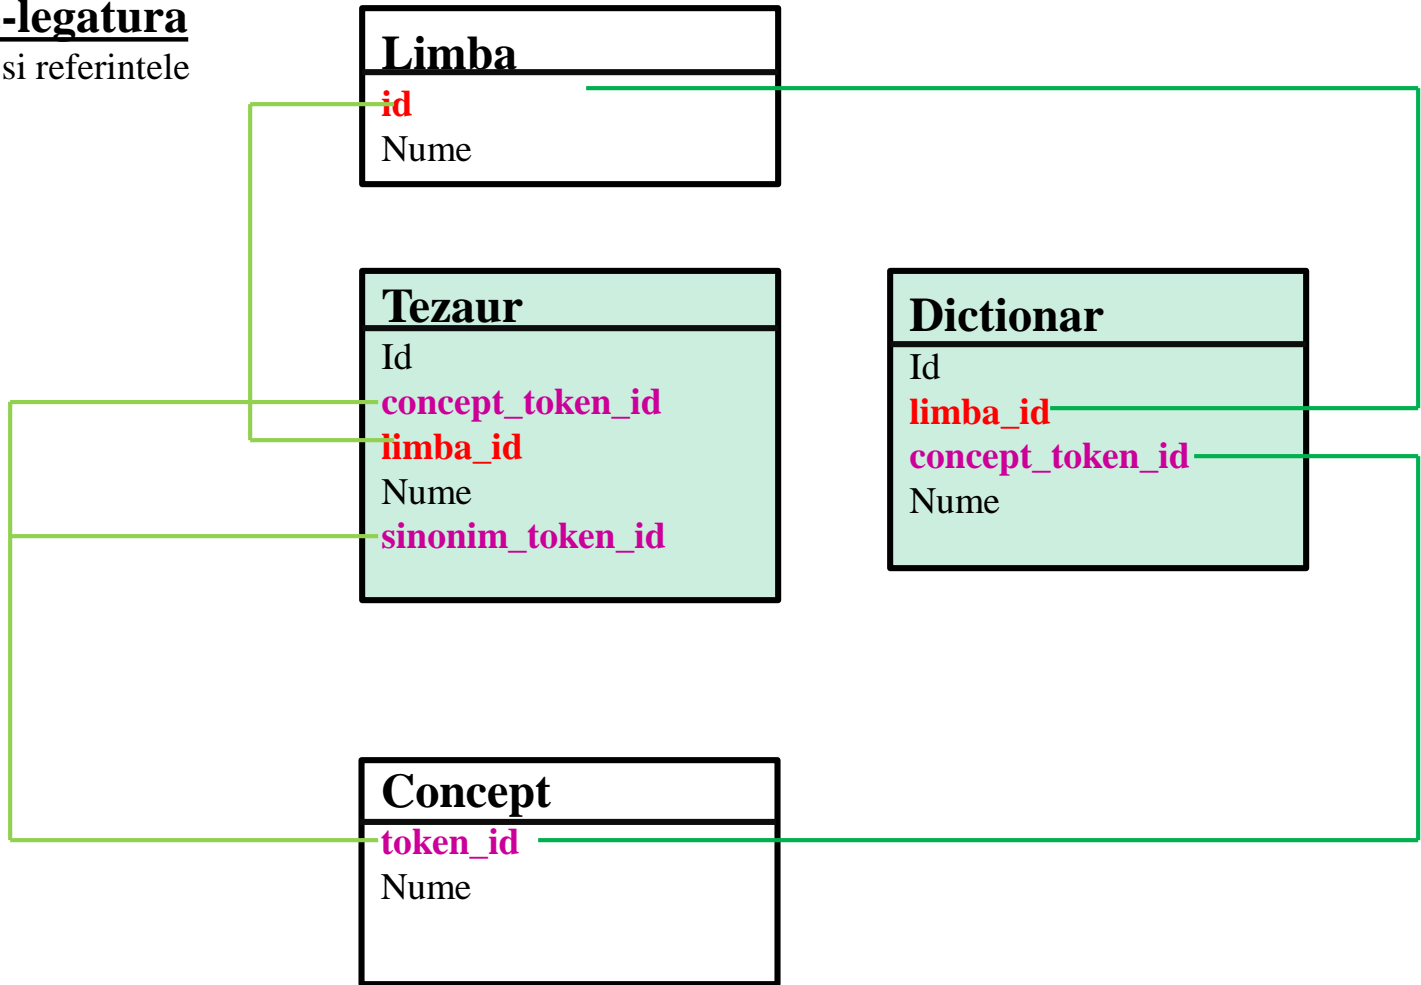 -legatura
si referintele
Limba
id
Nume
Tezaur
Id
concept_token_id
limba_id
Nume
sinonim_token_id
Dictionar
Id
limba_id
concept_token_id
Nume
Concept
token_id
Nume